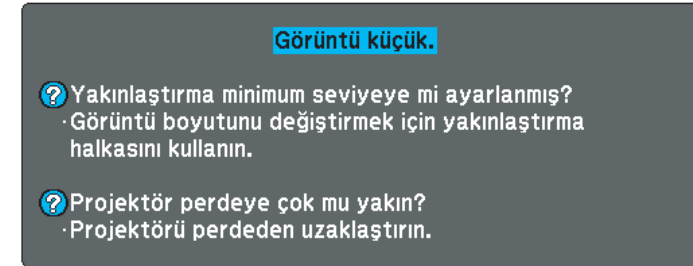 Görüntü küçük.
? Yakınlaştırma minimum seviyeye mi ayarlanmış?
·Görüntü boyutunu değiştirmek için yakınlaştırma
halkasını kullanın.
? Projektör perdeye çok mu yakın?
·Projektörü perdeden uzaklaştırın.